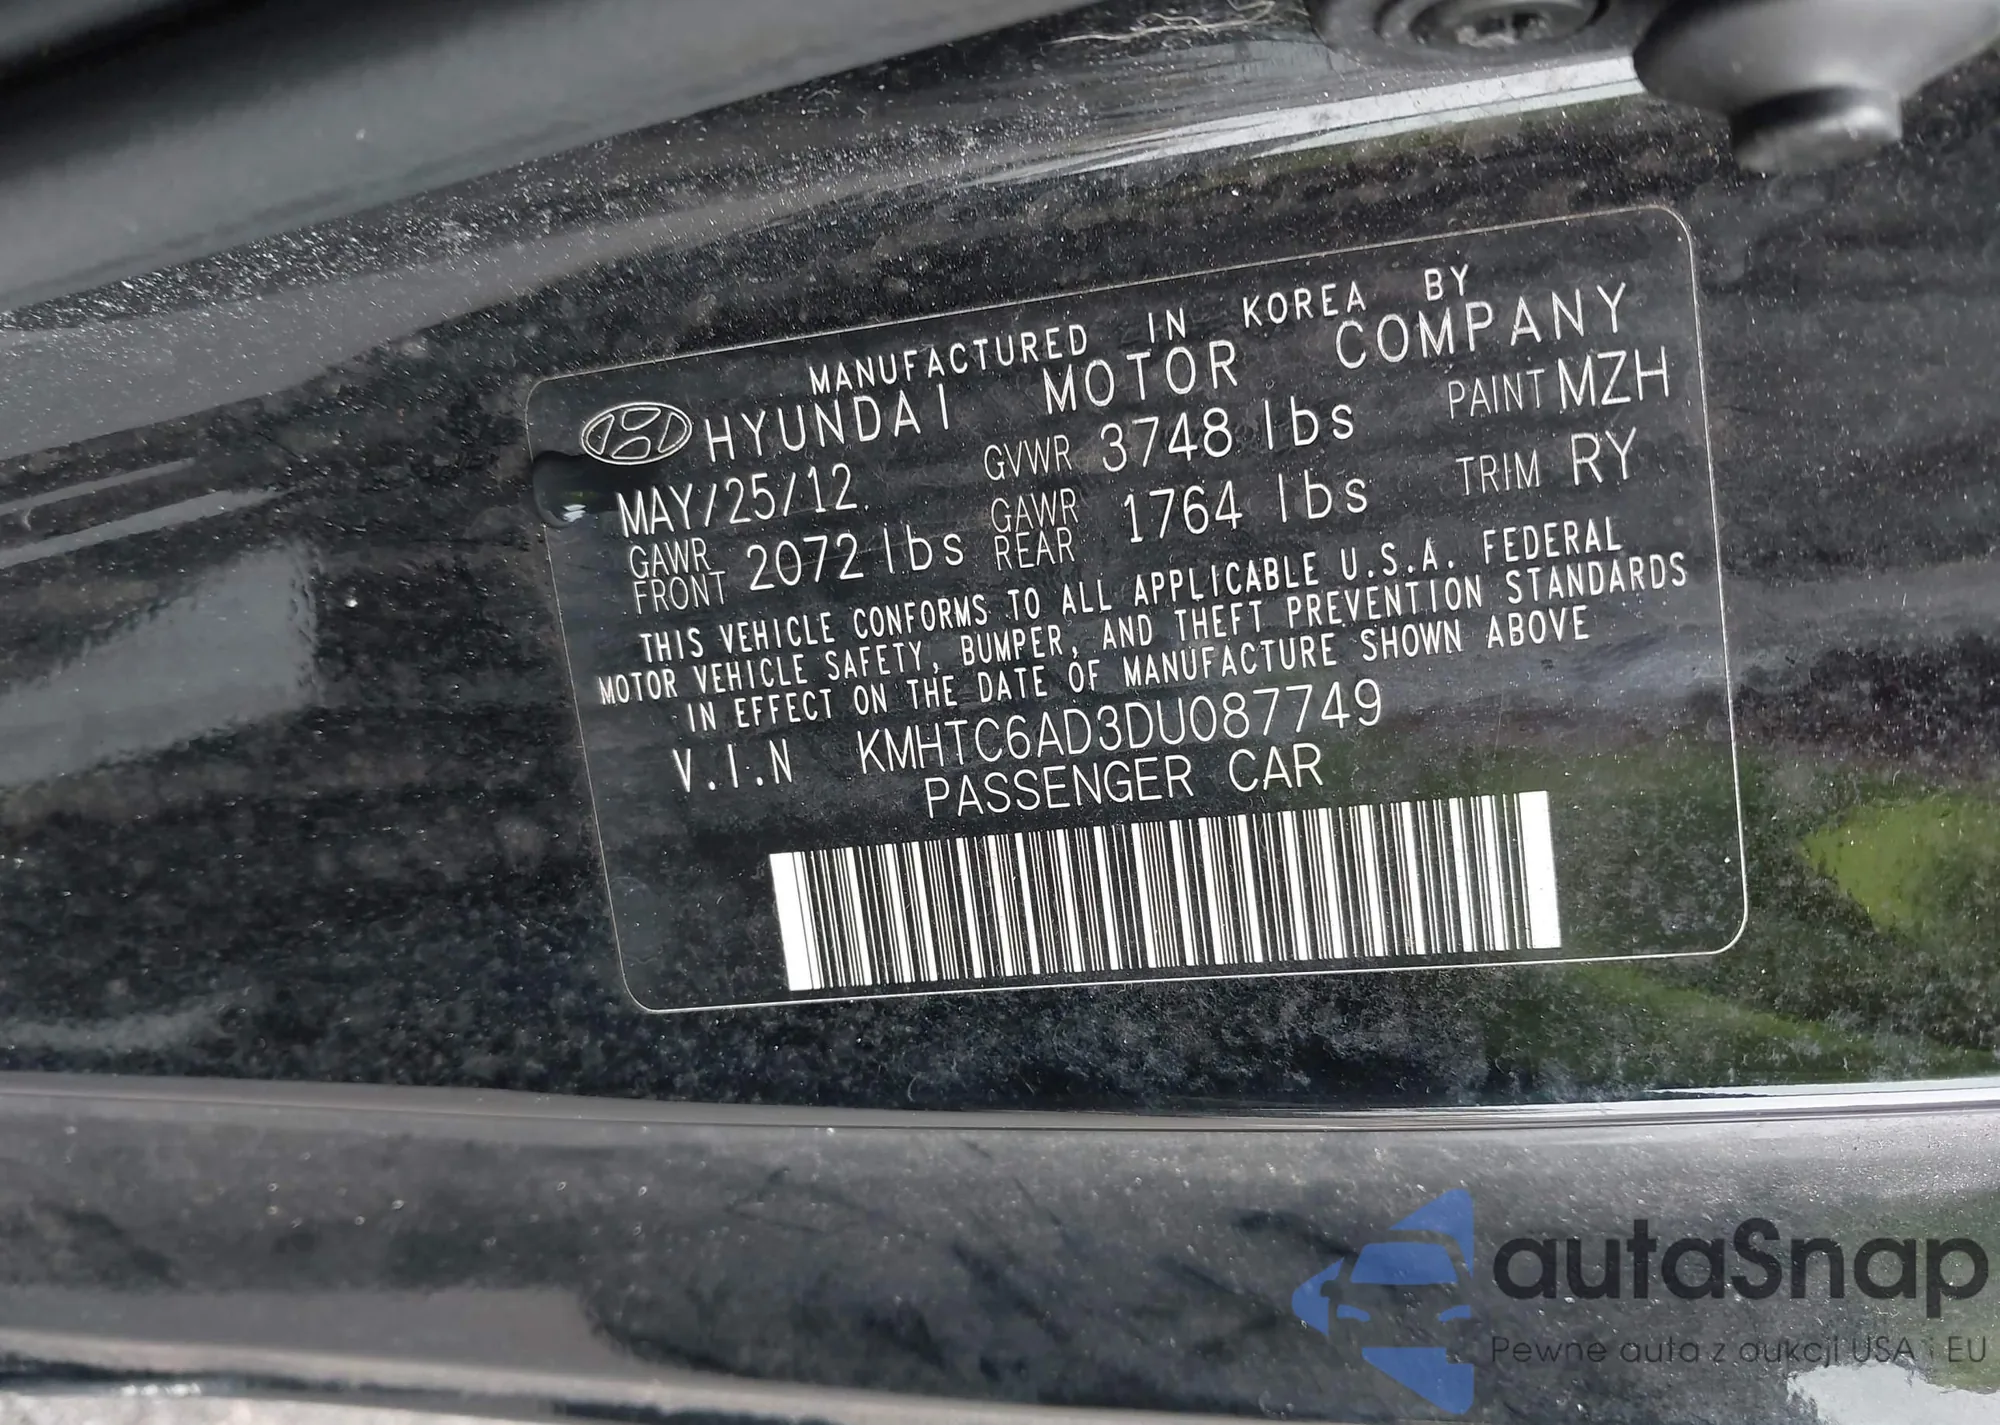 MANUFACTURED IN KOREA BY
HYUNDAI MOTOR COMPANY
MAY/25/12 GVWR 3748 lbs PAINT MZH
GAWR FRONT 2072 lbs GAWR REAR 1764 lbs TRIM RY
THIS VEHICLE CONFORMS TO ALL APPLICABLE U.S.A. FEDERAL
MOTOR VEHICLE SAFETY, BUMPER, AND THEFT PREVENTION STANDARDS
IN EFFECT ON THE DATE OF MANUFACTURE SHOWN ABOVE
V.I.N KMHTC6AD3DU087749
PASSENGER CAR
autaSnap
Pewne auta z aukcji USA i EU